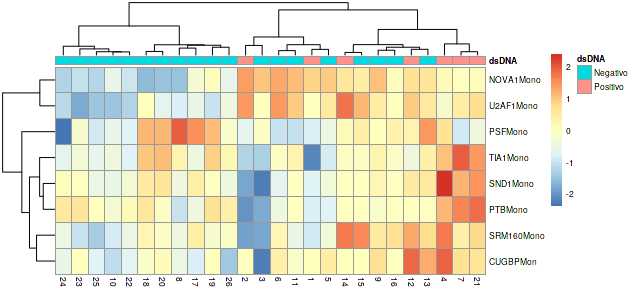 dsDNA
NOVA1Mono
U2AF1Mono
PSFMono
TIA1Mono
SND1Mono
PTBMono
SRM160Mono
CUGBPMon
24 23 25 10 22 18 20 8 17 19 26 2 3 6 11 1 5 14 15 9 16 12 13 4 7 21
2
1
0
-1
-2
dsDNA
Negativo
Positivo